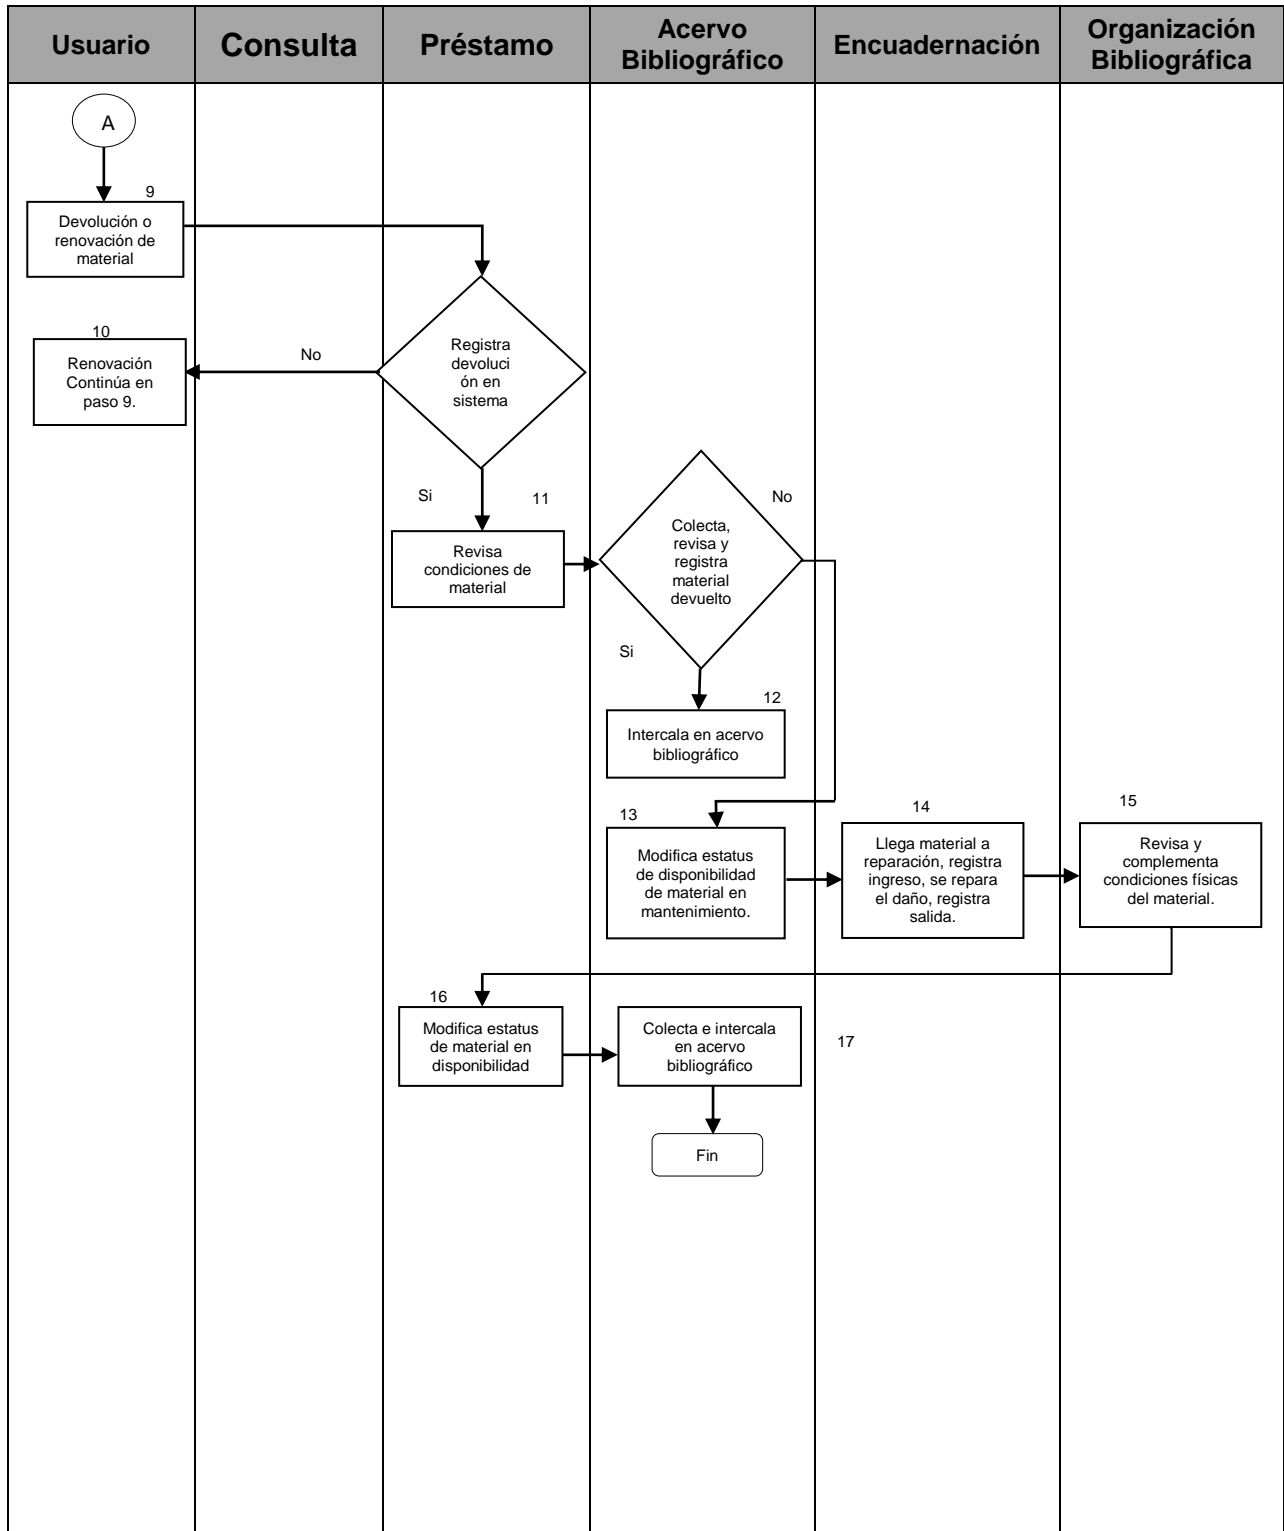 Usuario
Consulta
Préstamo
Acervo
Bibliográfico
Encuadernación
Organización
Bibliográfica
A
9
Devolución o
renovación de
material
10
Renovación
Continúa en
paso 9.
No
Registra
devoluci
ón en
sistema
Si
11
Revisa
condiciones de
material
Colecta,
revisa y
registra
material
devuelto
No
Si
12
Intercala en acervo
bibliográfico
13
Modifica estatus
de disponibilidad
de material en
mantenimiento.
14
Llega material a
reparación, registra
ingreso, se repara
el daño, registra
salida.
15
Revisa y
complementa
condiciones físicas
del material.
16
Modifica estatus
de material en
disponibilidad
Colecta e intercala
en acervo
bibliográfico
17
Fin